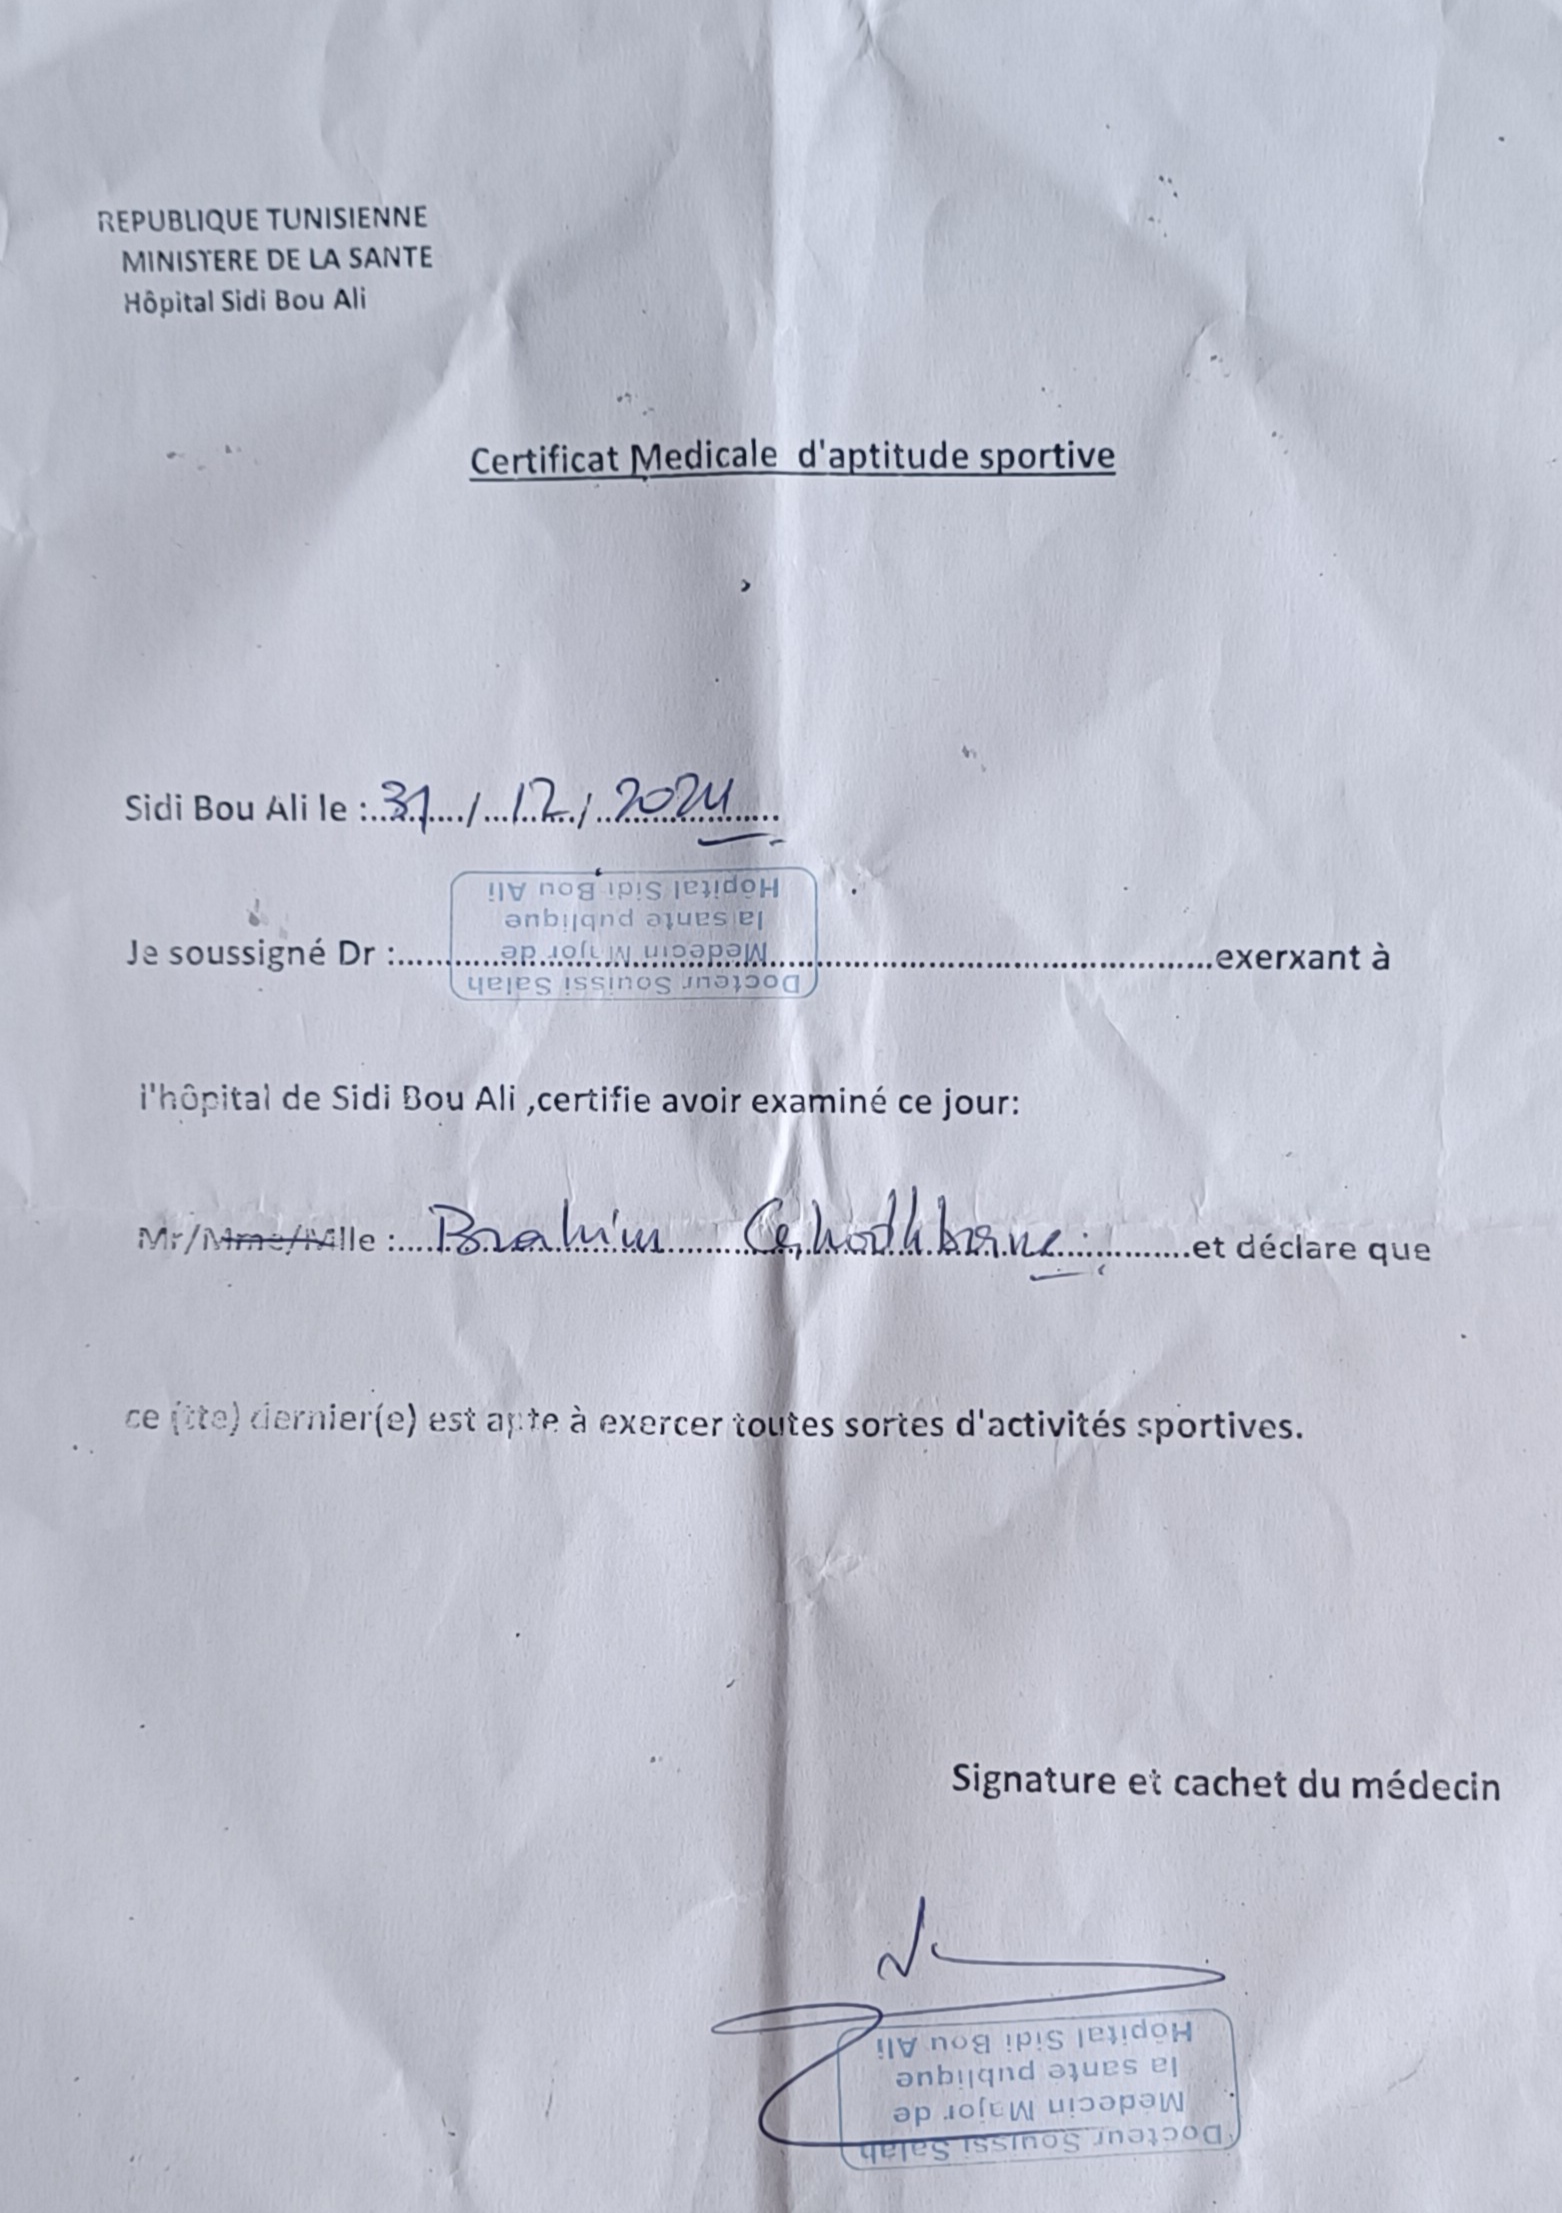 REPUBLIQUE TUNISIENNE
MINISTERE DE LA SANTE
Hôpital Sidi Bou Ali
Certificat Medicale d'aptitude sportive
Sidi Bou Ali le :....31..../....12..../....2024....
Docteur Souissi Salah
Medecin Major de
la sante publique
Hôpital Sidi Bou Ali
Je soussigné Dr :........................exerxant à
l'hôpital de Sidi Bou Ali ,certifie avoir examiné ce jour:
Mr/Mme/Mlle :....Brahim ........et déclare que
ce (tte) dernier(e) est apte à exercer toutes sortes d'activités sportives.
Signature et cachet du médecin
Docteur Souissi Salah
Medecin Major de
la sante publique
Hôpital Sidi Bou Ali